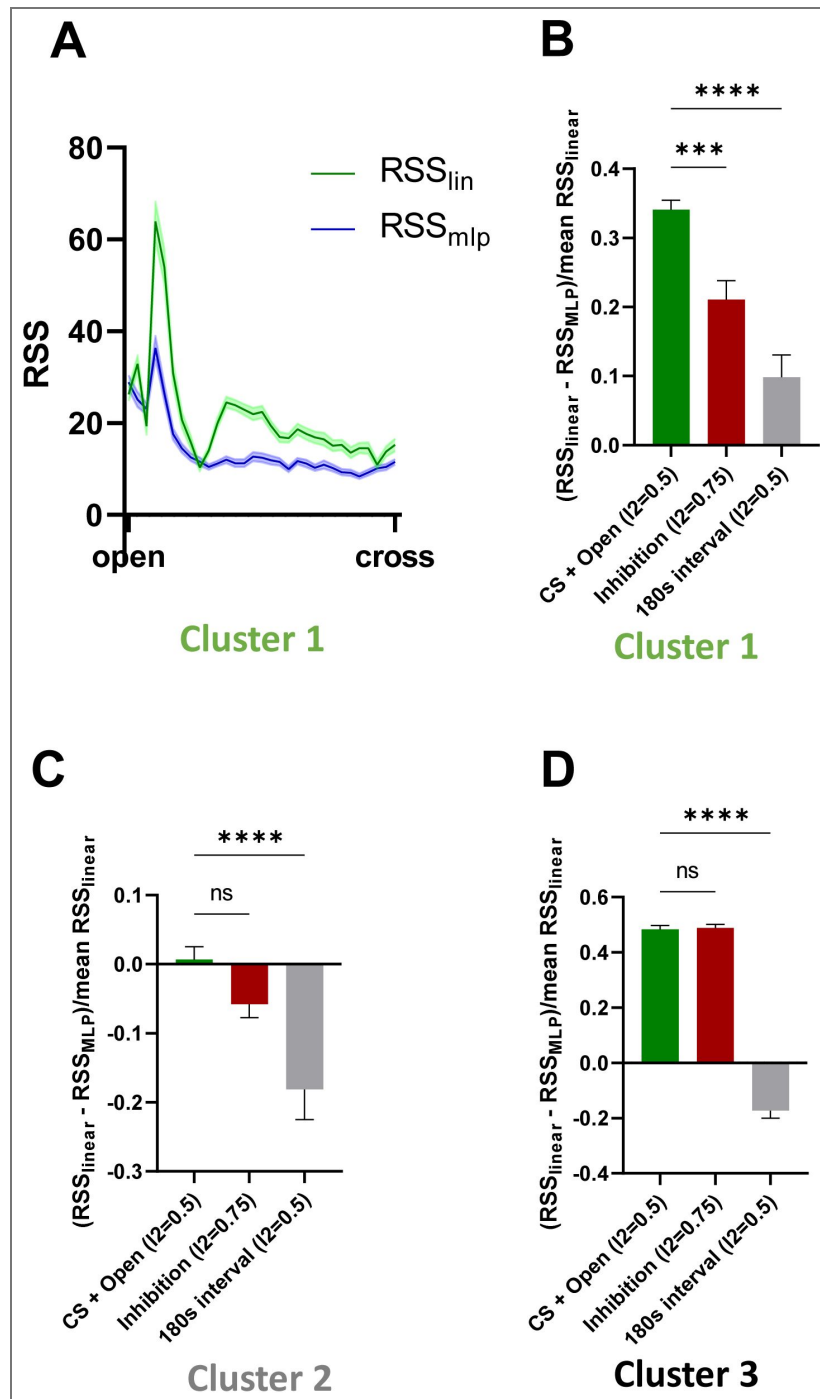 A
RSS
80
60
40
20
0
open
cross
RSSlin
RSSmlp
Cluster 1
B
(RSSlinear - RSSMLP)/mean RSSlinear
****
***
0.4
0.3
0.2
0.1
0.0
CS + Open (l2=0.5)
Inhibition (l2=0.75)
180s interval (l2=0.5)
Cluster 1
C
(RSSlinear - RSSMLP)/mean RSSlinear
****
ns
0.1
0.0
-0.1
-0.2
-0.3
CS + Open (l2=0.5)
Inhibition (l2=0.75)
180s interval (l2=0.5)
Cluster 2
D
(RSSlinear - RSSMLP)/mean RSSlinear
****
ns
0.6
0.4
0.2
0.0
-0.2
-0.4
CS + Open (l2=0.5)
Inhibition (l2=0.75)
180s interval (l2=0.5)
Cluster 3